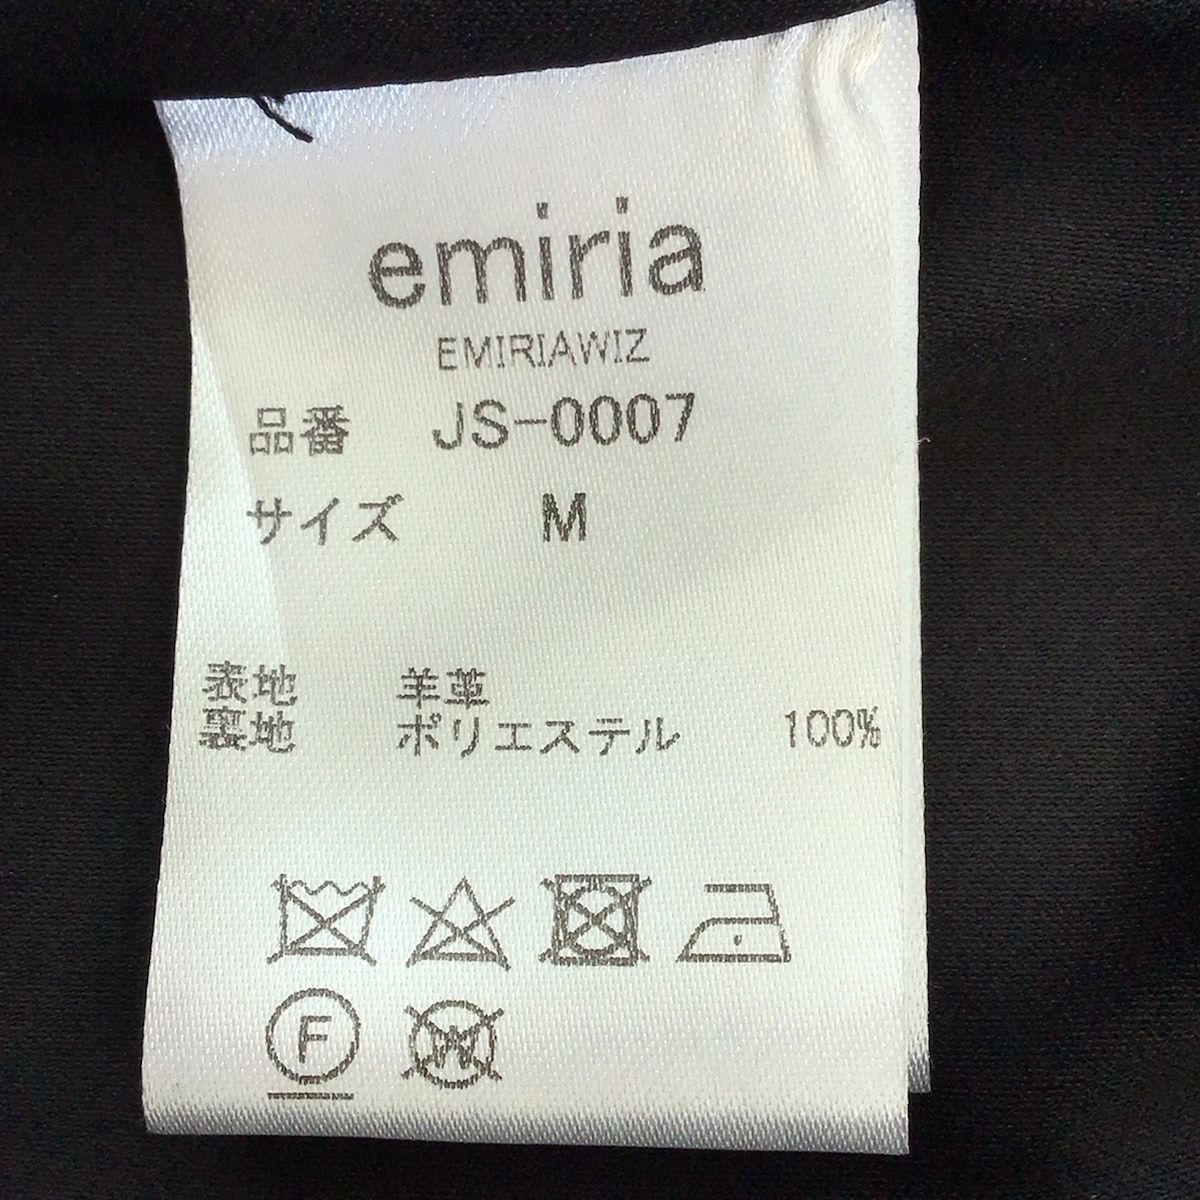 emiria
EMIRIAWIZ
品番 JS-0007
サイズ M
表地 羊革
裏地 ポリエステル 100%
F
W